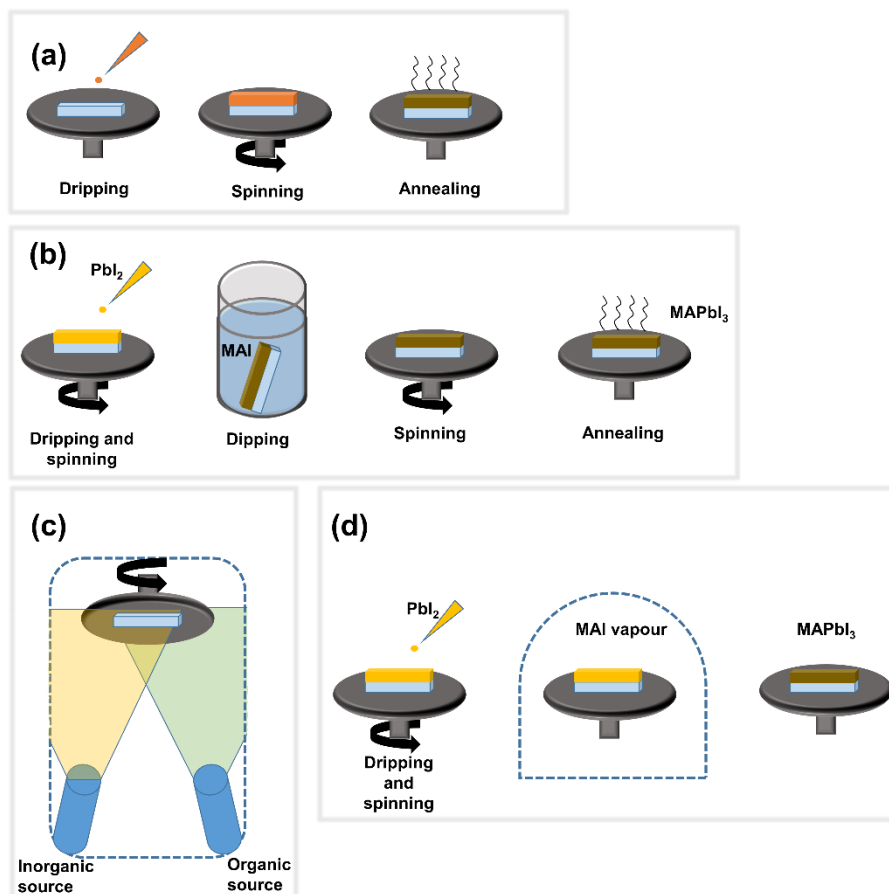 (a)
Dripping
Spinning
Annealing
(b)
PbI₂
MAI
MAPbI₃
Dripping and
spinning
Dipping
Spinning
Annealing
(c)
Inorganic
source
Organic
source
(d)
PbI₂
MAI vapour
MAPbI₃
Dripping
and
spinning